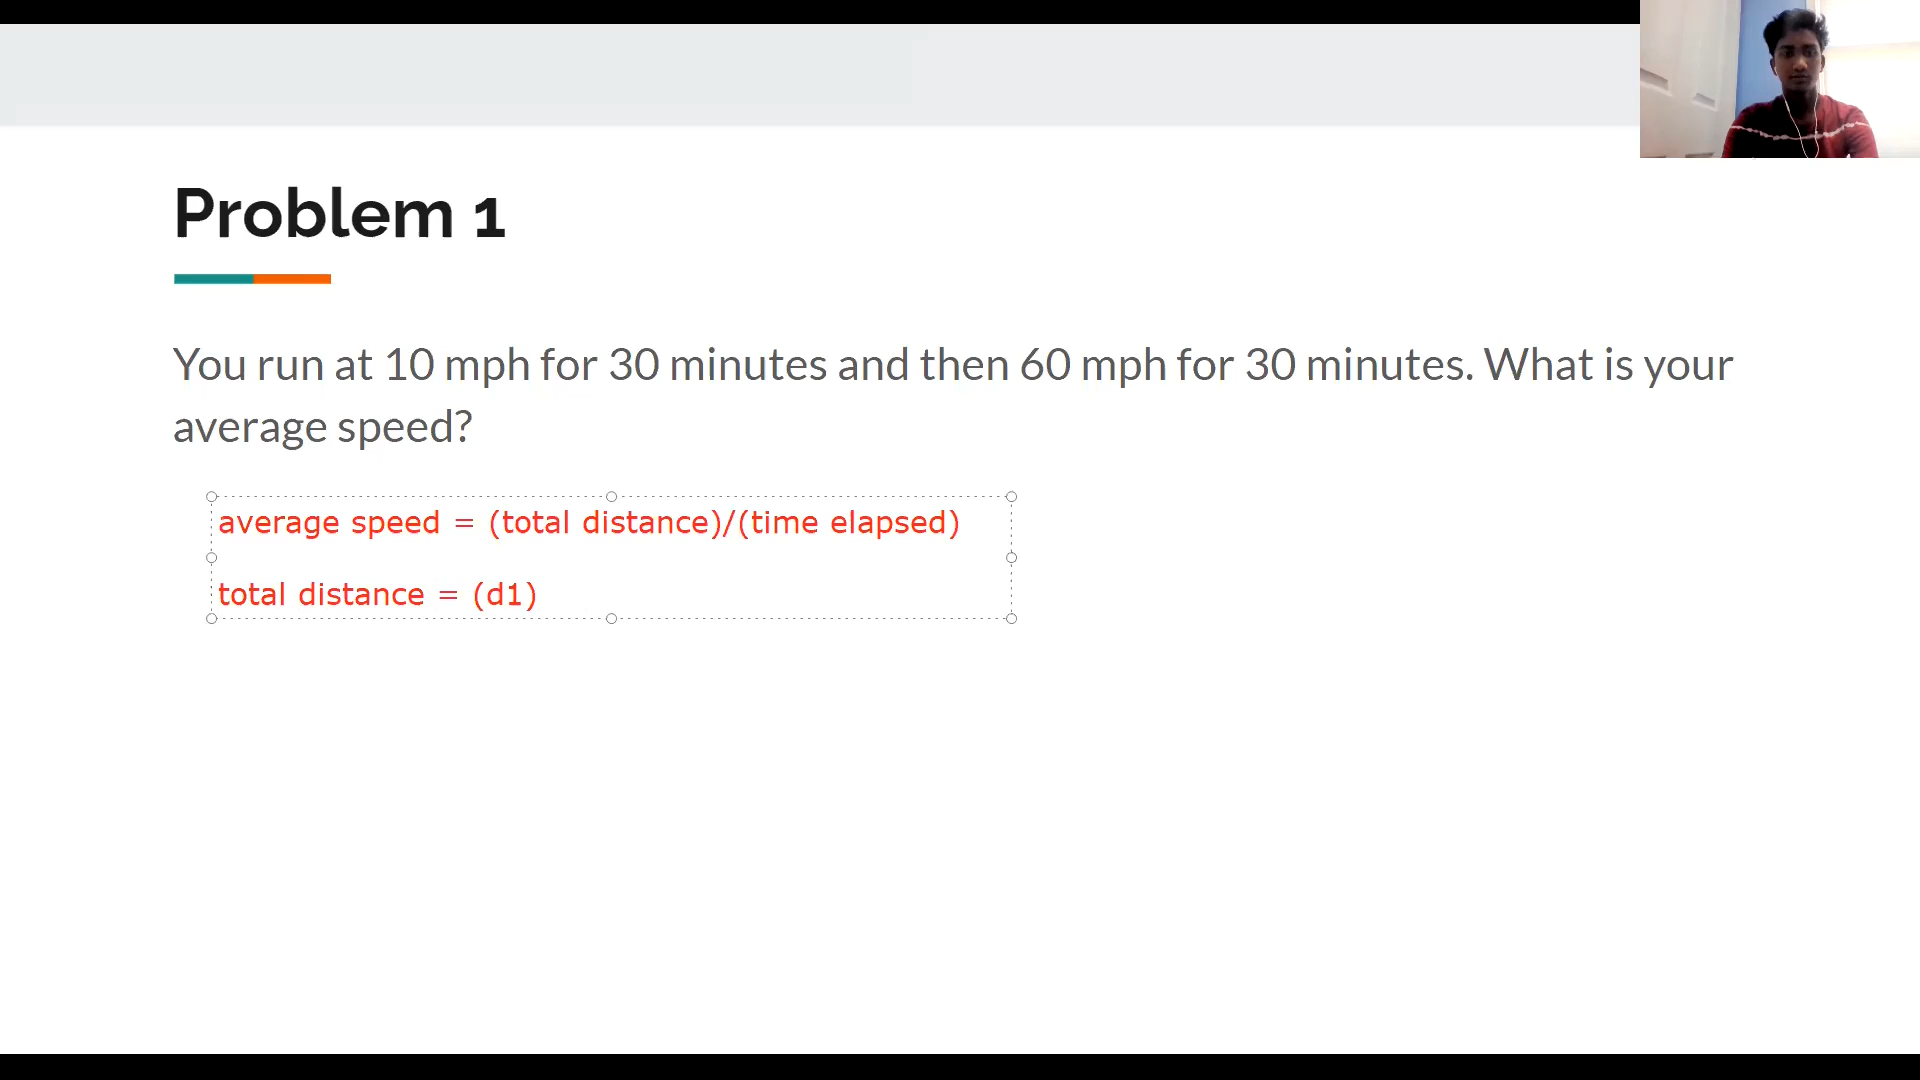 Problem 1
You run at 10 mph for 30 minutes and then 60 mph for 30 minutes. What is your
average speed?
average speed = (total distance)/(time elapsed)
total distance = (d1)